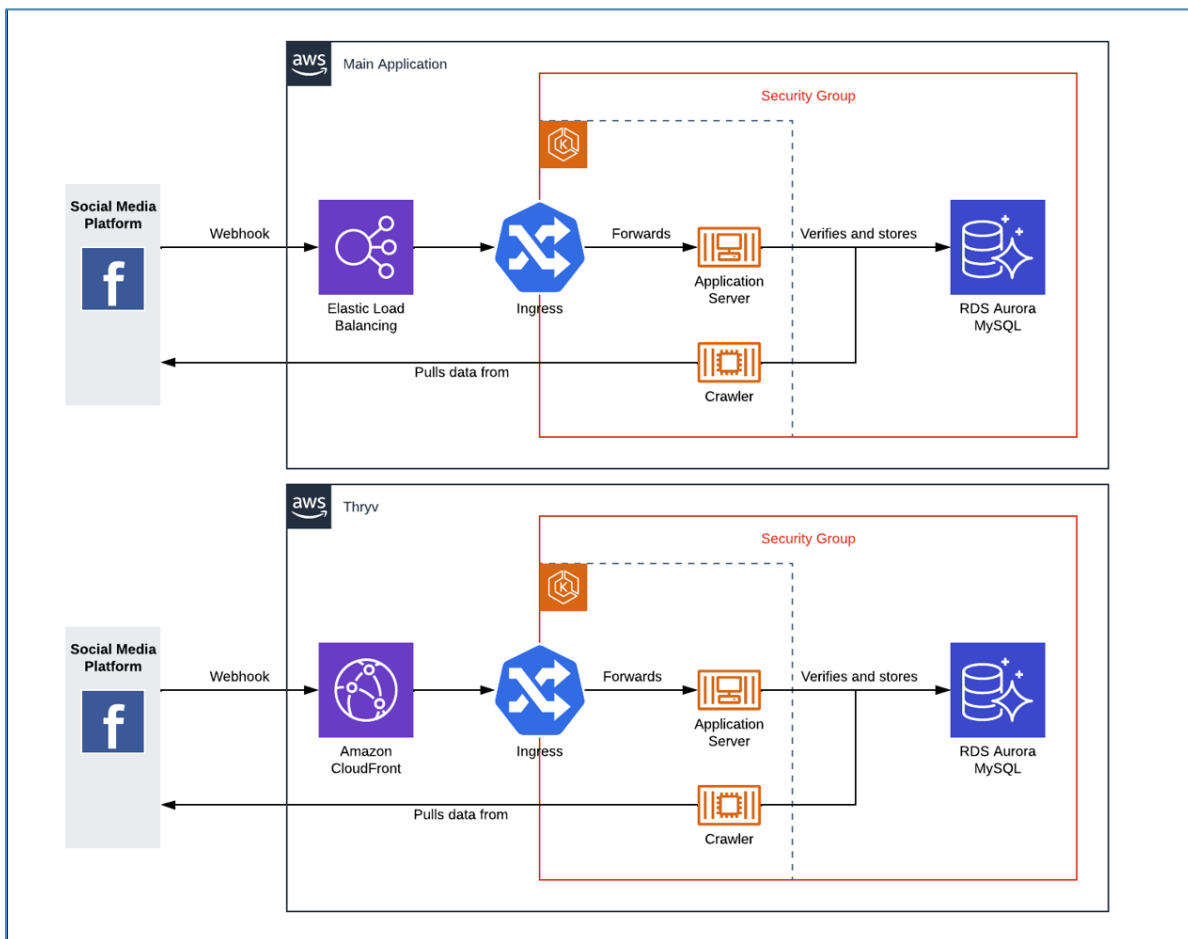 aws
Main Application
Security Group
K
Social Media
Platform
f
Webhook
Forwards
Verifies and stores
Elastic Load
Balancing
Ingress
Application
Server
RDS Aurora
MySQL
Pulls data from
Crawler
aws
Thryv
Security Group
K
Social Media
Platform
f
Webhook
Forwards
Verifies and stores
Amazon
CloudFront
Ingress
Application
Server
RDS Aurora
MySQL
Pulls data from
Crawler